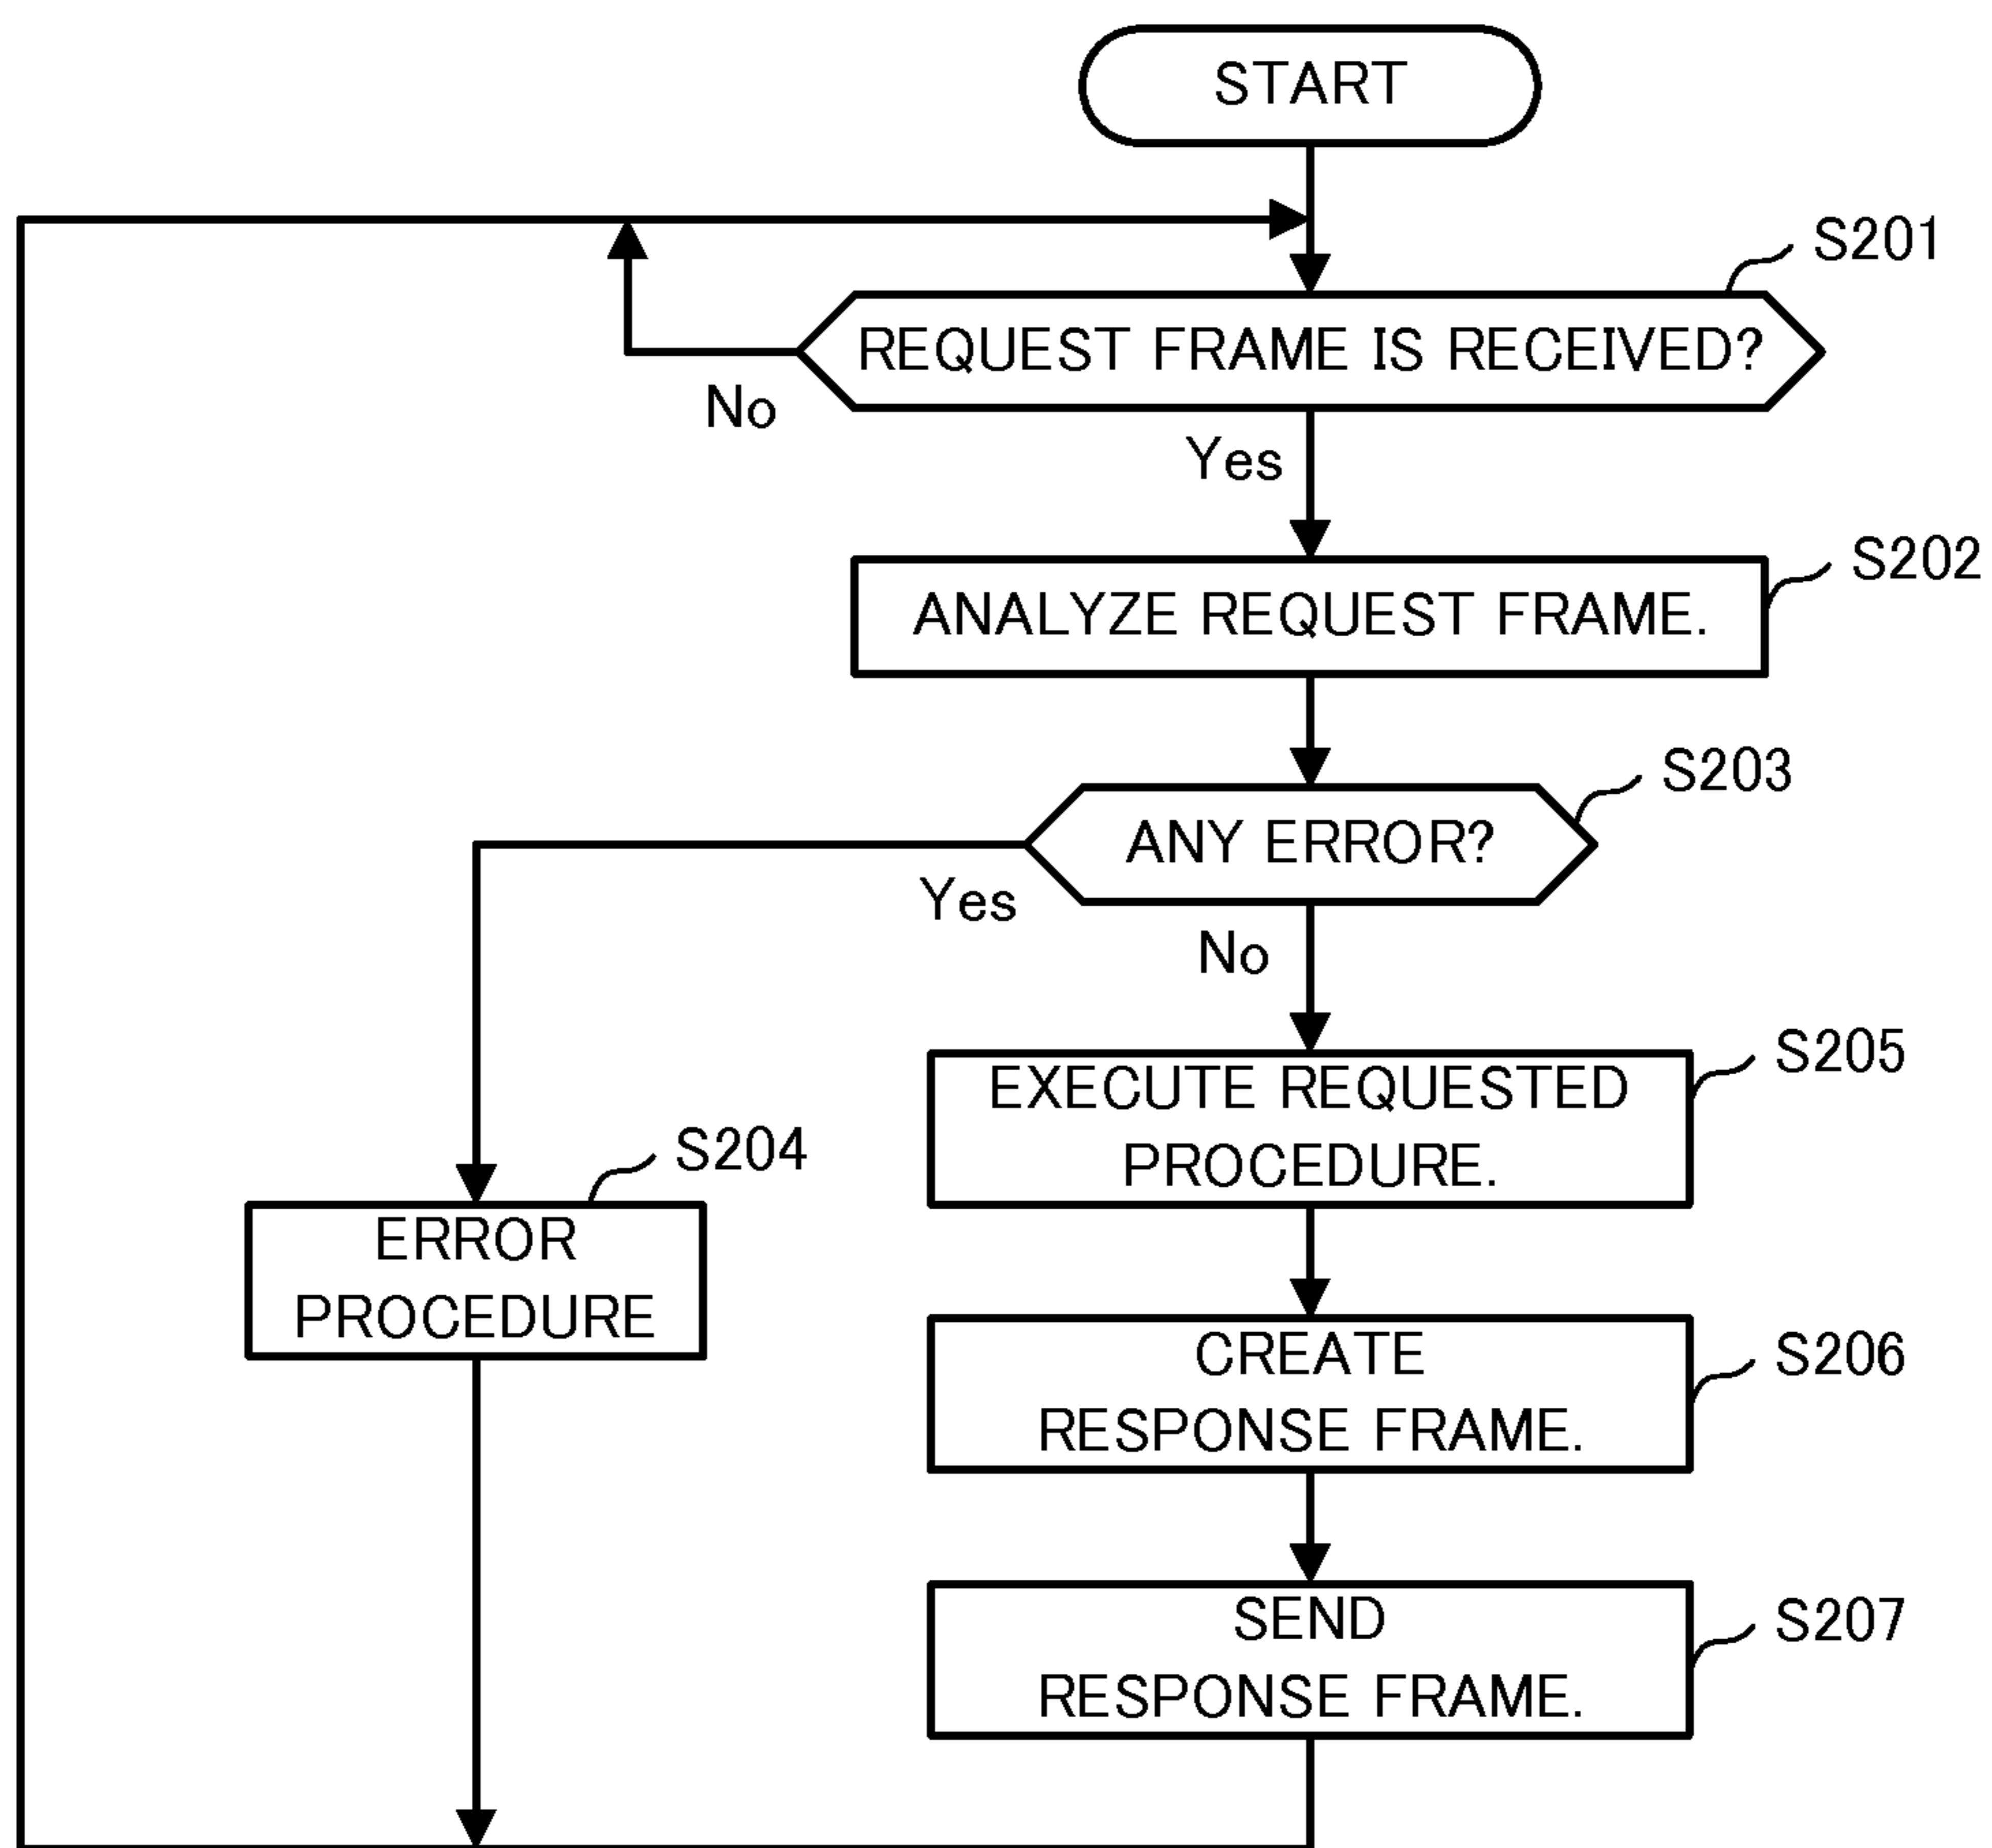 START
S201
REQUEST FRAME IS RECEIVED?
No
Yes
S202
ANALYZE REQUEST FRAME.
S203
ANY ERROR?
Yes
No
S205
EXECUTE REQUESTED
PROCEDURE.
S204
ERROR
PROCEDURE
S206
CREATE
RESPONSE FRAME.
S207
SEND
RESPONSE FRAME.